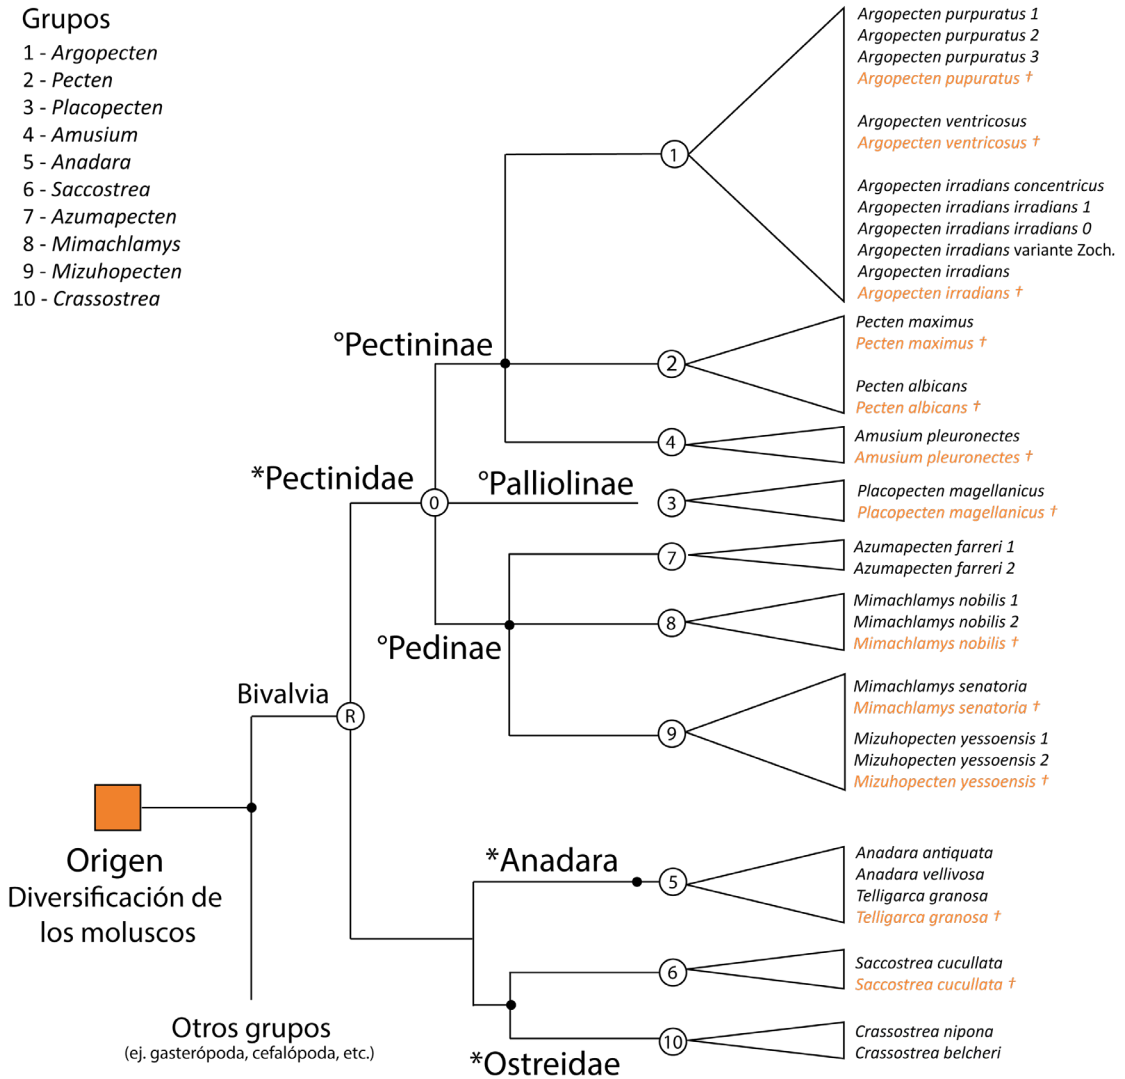 Grupos
1 - Argopecten
2 - Pecten
3 - Placopecten
4 - Amusium
5 - Anadara
6 - Saccostrea
7 - Azumapecten
8 - Mimachlamys
9 - Mizuhopecten
10 - Crassostrea
Argopecten purpuratus 1
Argopecten purpuratus 2
Argopecten purpuratus 3
Argopecten pupuratus †
Argopecten ventricosus
Argopecten ventricosus †
1
Argopecten irradians concentricus
Argopecten irradians irradians 1
Argopecten irradians irradians 0
Argopecten irradians variante Zoch.
Argopecten irradians
Argopecten irradians †
°Pectininae
2
Pecten maximus
Pecten maximus †
Pecten albicans
Pecten albicans †
4
Amusium pleuronectes
Amusium pleuronectes †
*Pectinidae
0
°Palliolinae
3
Placopecten magellanicus
Placopecten magellanicus †
7
Azumapecten farreri 1
Azumapecten farreri 2
°Pedinae
8
Mimachlamys nobilis 1
Mimachlamys nobilis 2
Mimachlamys nobilis †
Bivalvia
R
9
Mimachlamys senatoria
Mimachlamys senatoria †
Mizuhopecten yessoensis 1
Mizuhopecten yessoensis 2
Mizuhopecten yessoensis †
Origen
Diversificación de
los moluscos
*Anadara
5
Anadara antiquata
Anadara vellivosa
Telligarca granosa
Telligarca granosa †
6
Saccostrea cucullata
Saccostrea cucullata †
Otros grupos
(ej. gasterópoda, cefalópoda, etc.)
*Ostreidae
10
Crassostrea nipona
Crassostrea belcheri